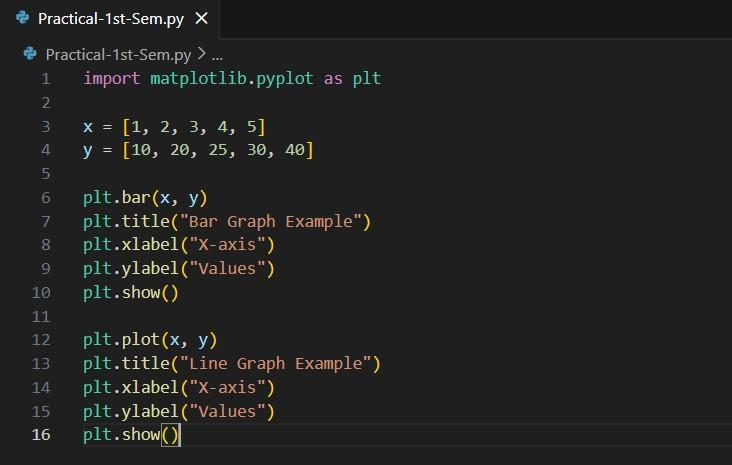 Practical-1st-Sem.py ×
Practical-1st-Sem.py > ...
1 import matplotlib.pyplot as plt
2
3 x = [1, 2, 3, 4, 5]
4 y = [10, 20, 25, 30, 40]
5
6 plt.bar(x, y)
7 plt.title("Bar Graph Example")
8 plt.xlabel("X-axis")
9 plt.ylabel("Values")
10 plt.show()
11
12 plt.plot(x, y)
13 plt.title("Line Graph Example")
14 plt.xlabel("X-axis")
15 plt.ylabel("Values")
16 plt.show()